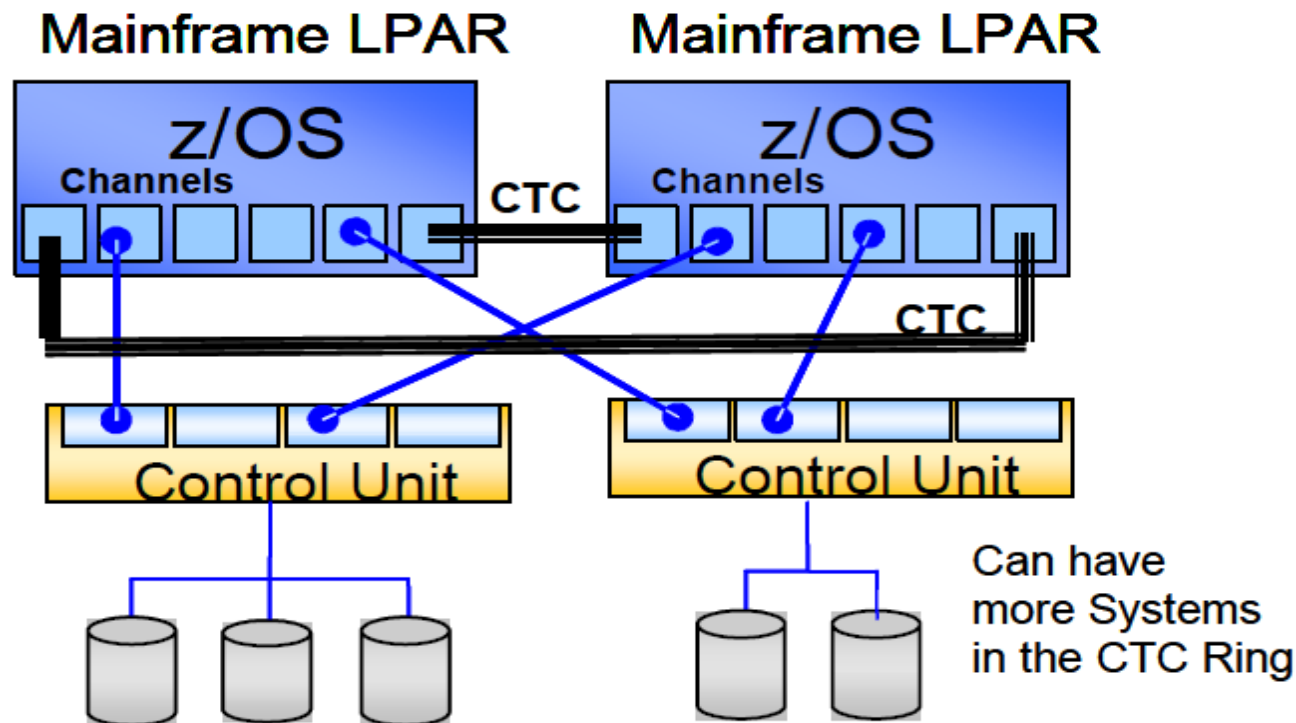 Mainframe LPAR
Mainframe LPAR
z/OS
Channels
z/OS
Channels
CTC
CTC
Control Unit
Control Unit
Can have
more Systems
in the CTC Ring